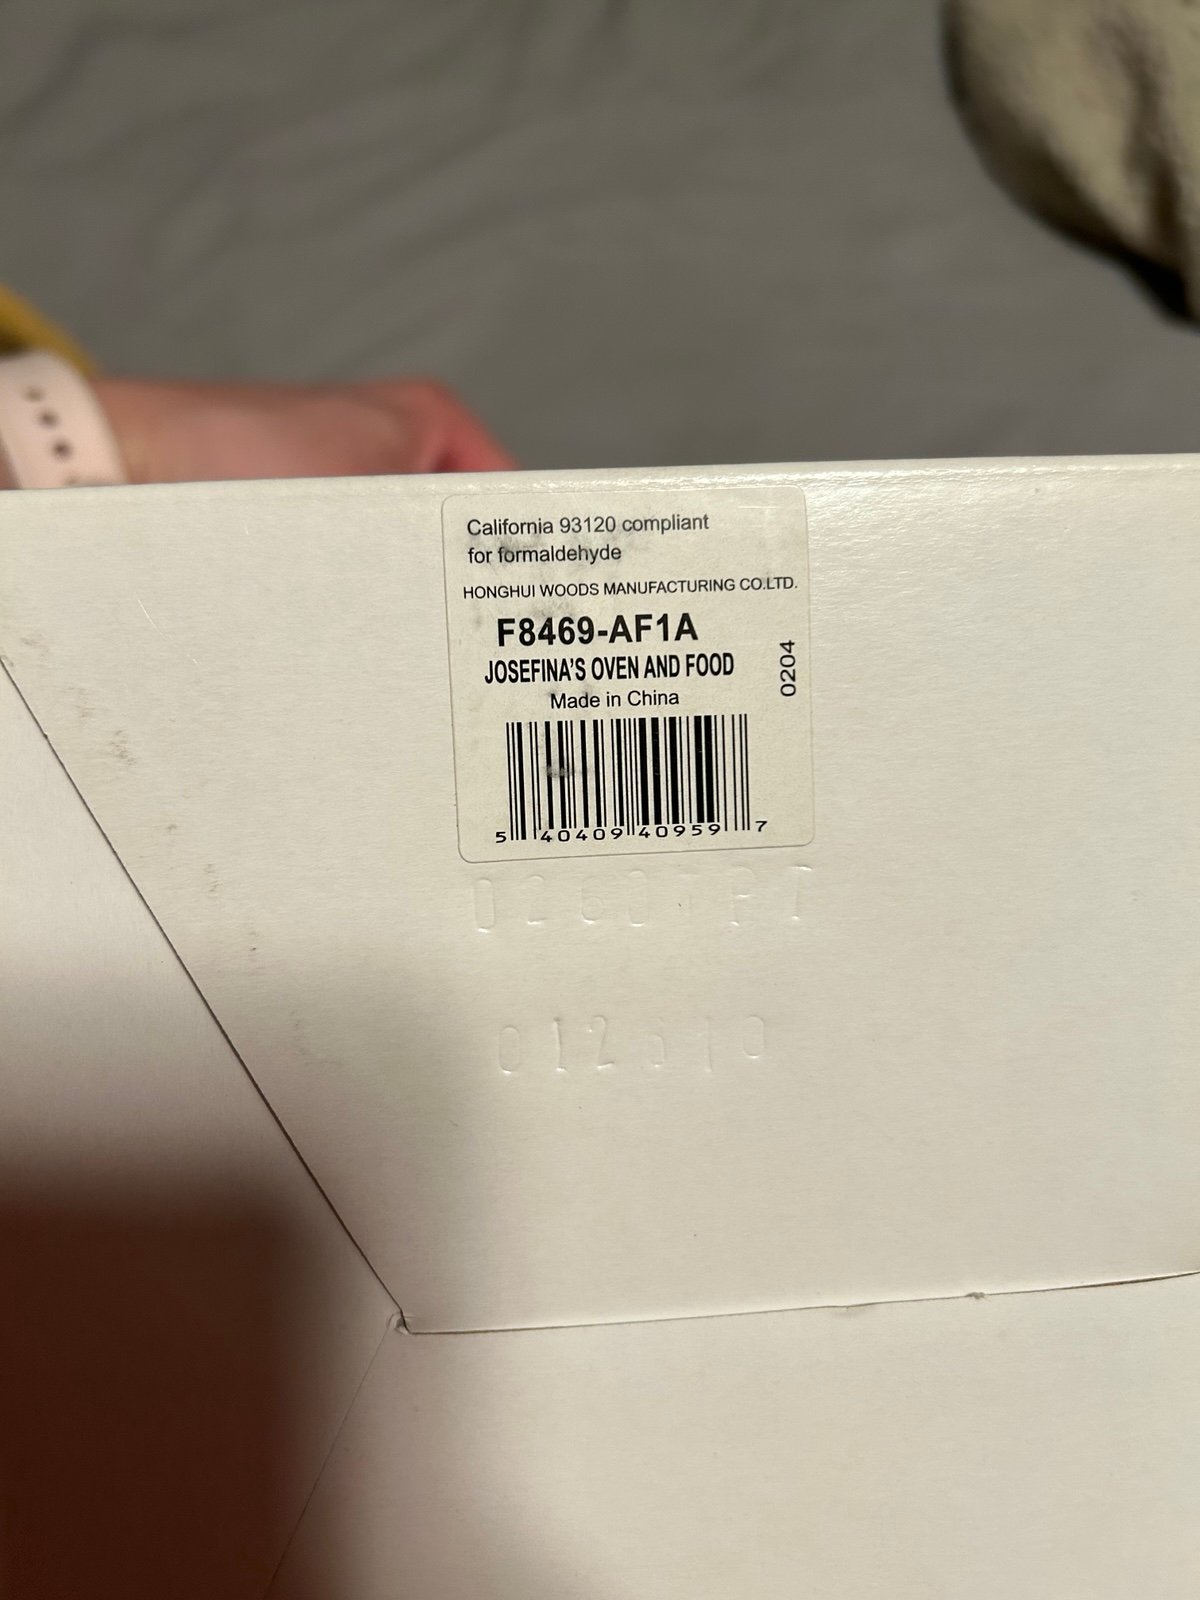 California 93120 compliant
for formaldehyde
HONGHUI WOODS MANUFACTURING CO.LTD.
F8469-AF1A
JOSEFINA'S OVEN AND FOOD
0204
Made in China
5 40409 40959 7